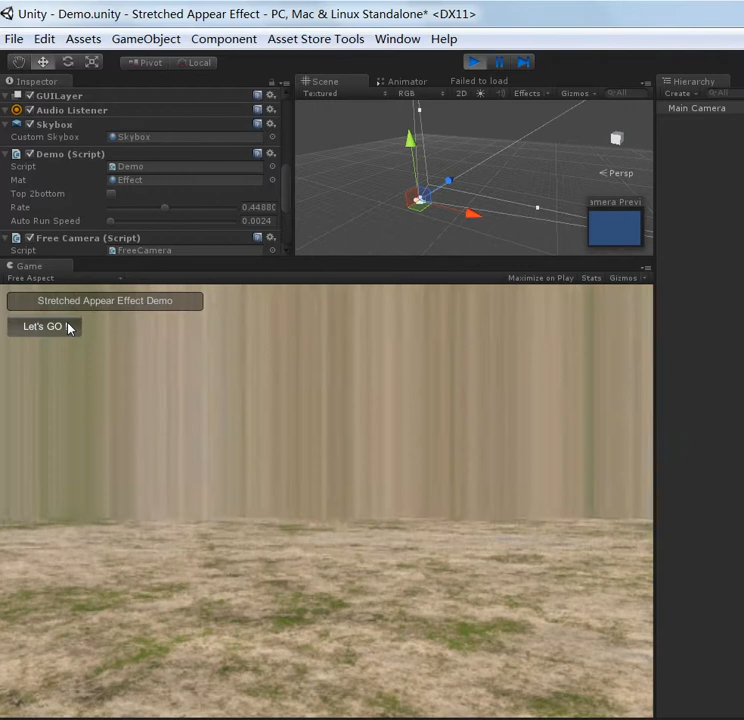 Unity - Demo.unity - Stretched Appear Effect - PC, Mac & Linux Standalone* <DX11>
File Edit Assets GameObject Component Asset Store Tools Window Help
Pivot Local
Inspector
GUILayer
Audio Listener
Skybox
Custom Skybox Skybox
Demo (Script)
Script Demo
Mat Effect
Top 2bottom
Rate 0.4488
Auto Run Speed 0.0024
Free Camera (Script)
Script FreeCamera
Scene Animator Failed to load
Textured RGB 2D Effects Gizmos All
Persp
amera Previ
Hierarchy
Create All
Main Camera
Game
Free Aspect Maximize on Play Stats Gizmos
Stretched Appear Effect Demo
Let's GO !